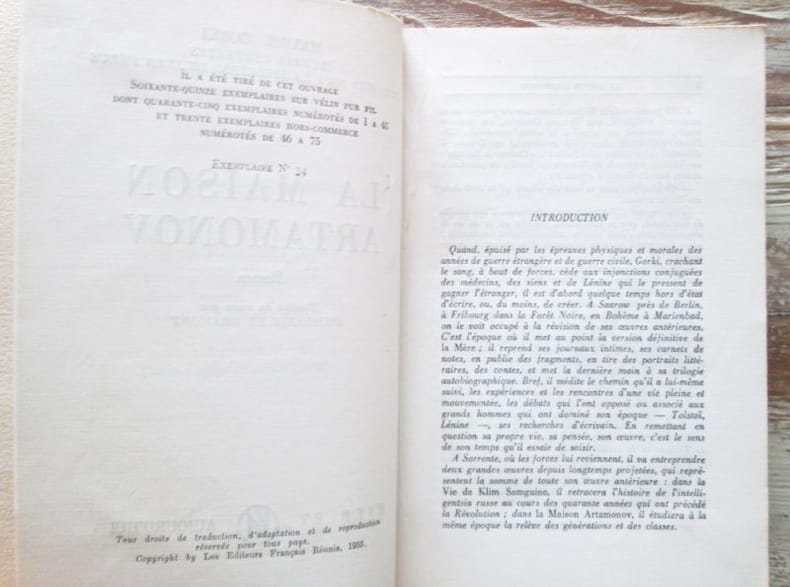 IL A ÉTÉ TIRÉ DE CET OUVRAGE
SOIXANTE-QUINZE EXEMPLAIRES SUR VÉLIN PUR FIL
DONT QUARANTE-CINQ EXEMPLAIRES NUMÉROTÉS DE 1 A 45
ET TRENTE EXEMPLAIRES HORS-COMMERCE
NUMÉROTÉS DE 46 A 75
EXEMPLAIRE N° 24
LA MAISON
ARTAMONOV
Tous droits de traduction, d'adaptation et de reproduction
réservés pour tous pays.
Copyright by Les Editeurs Français Réunis, 1955.
INTRODUCTION
Quand, épuisé par les épreuves physiques et morales des
années de guerre étrangère et de guerre civile, Gorki, crachant
le sang, à bout de forces, cède aux injonctions conjuguées
des médecins, des siens et de Lénine qui le pressent de
gagner l'étranger, il est d'abord quelque temps hors d'état
d'écrire, ou, du moins, de créer. A Saarow près de Berlin,
à Fribourg dans la Forêt Noire, en Bohême à Marienbad,
on le voit occupé à la révision de ses œuvres antérieures.
C'est l'époque où il met au point la version définitive de
la Mère ; il reprend ses journaux intimes, ses carnets de
notes, en publie des fragments, en tire des portraits litté-
raires, des contes, et met la dernière main à sa trilogie
autobiographique. Bref, il médite le chemin qu'il a lui-même
suivi, les expériences et les rencontres d'une vie pleine et
mouvementée, les débats qui l'ont opposé ou associé aux
grands hommes qui ont dominé son époque — Tolstoï,
Lénine —, ses recherches d'écrivain. En remettant en
question sa propre vie, sa pensée, son œuvre, c'est le sens
de son temps qu'il essaie de saisir.
A Sorrente, où les forces lui reviennent, il va entreprendre
deux grandes œuvres depuis longtemps projetées, qui repré-
sentent la somme de toute son œuvre antérieure : dans la
Vie de Klim Samguine, il retracera l'histoire de l'intelli-
gentsia russe au cours des quarante années qui ont précédé
la Révolution ; dans la Maison Artamonov, il étudiera à la
même époque la relève des générations et des classes.